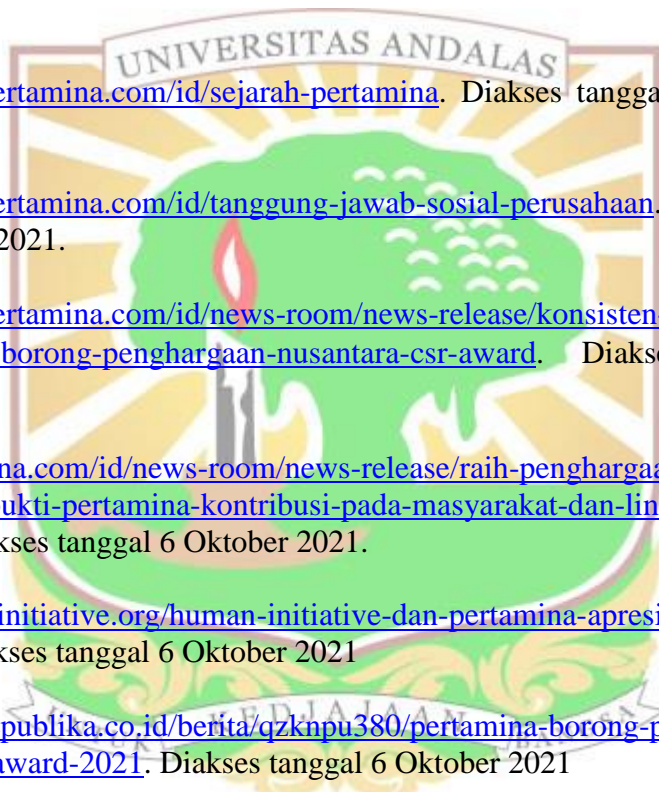 UNIVERSITAS ANDALAS
ertamina.com/id/sejarah-pertamina. Diakses tangga
ertamina.com/id/tanggung-jawab-sosial-perusahaan.
2021.
ertamina.com/id/news-room/news-release/konsisten-
borong-penghargaan-nusantara-csr-award. Diakse
na.com/id/news-room/news-release/raih-penghargaa
ukti-pertamina-kontribusi-pada-masyarakat-dan-lin
kses tanggal 6 Oktober 2021.
initiative.org/human-initiative-dan-pertamina-apresi
kses tanggal 6 Oktober 2021
KEDJAJAAN BANGSA
publika.co.id/berita/qzknpu380/pertamina-borong-p
award-2021. Diakses tanggal 6 Oktober 2021